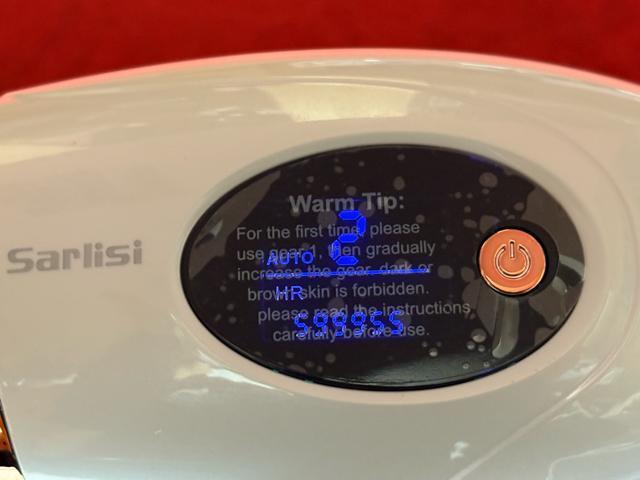 Sarlisi
Warm Tip:
2
For the first time, please
use gear 1, then gradually
AUTO
increase the gear, dark or
HR
brown skin is forbidden.
please read the instructions
599955
carefully before use.